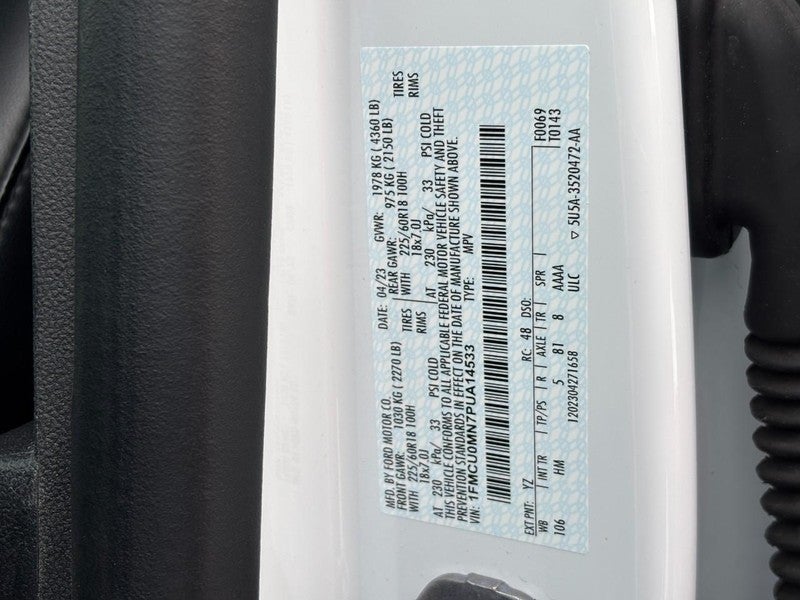 MFD. BY FORD MOTOR CO. DATE: 04/23 GVWR: 1978 KG ( 4360 LB)
FRONT GAWR: 1030 KG ( 2270 LB) REAR GAWR: 975 KG ( 2150 LB)
WITH 225/60R18 100H TIRES WITH 225/60R18 100H TIRES
18x7.0J RIMS 18x7.0J RIMS
AT 230 kPa/ 33 PSI COLD AT 230 kPa/ 33 PSI COLD
THIS VEHICLE CONFORMS TO ALL APPLICABLE FEDERAL MOTOR VEHICLE SAFETY AND THEFT
PREVENTION STANDARDS IN EFFECT ON THE DATE OF MANUFACTURE SHOWN ABOVE.
VIN: 1FMCU0MN7PUA14533 TYPE: MPV
F0069
T0143
EXT PNT: YZ RC: 48 DSO:
WB INT TR TP/PS R AXLE TR SPR
106 HM 5 81 8 AAAA
1202304271658 ULC ▽ 5U5A-3520472-AA